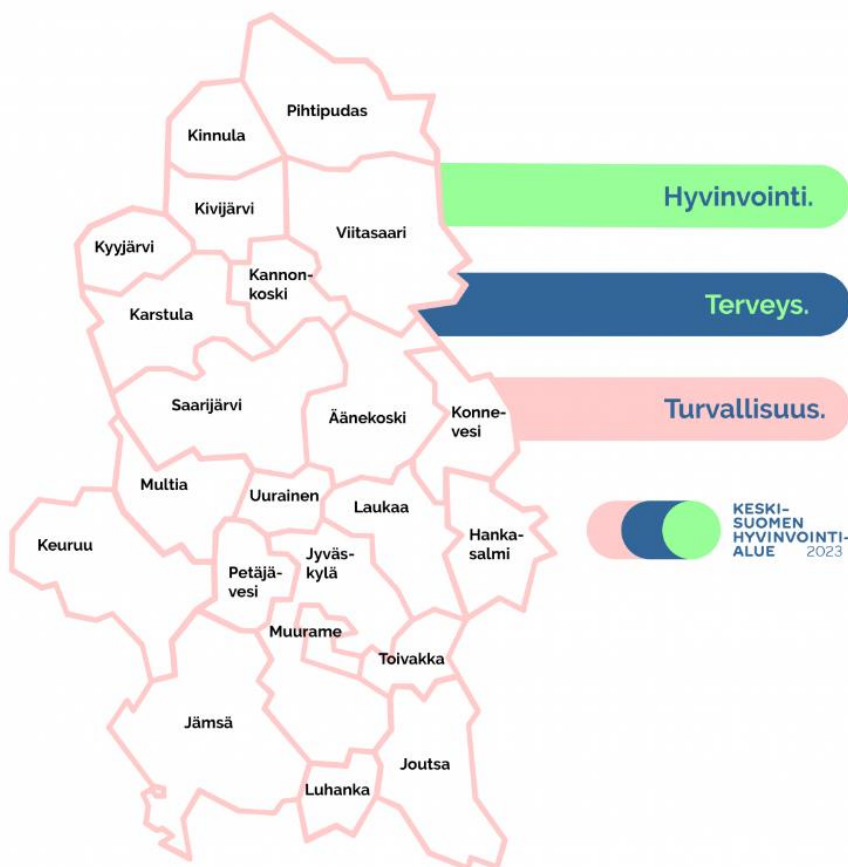 Pihtipudas
Kinnula
Hyvinvointi.
Kivijärvi
Viitasaari
Kyyjärvi
Kannon-
koski
Terveys.
Karstula
Saarijärvi
Äänekoski
Konne-
vesi
Turvallisuus.
Multia
Uurainen
Laukaa
KESKI-
SUOMEN
HYVINVOINTI-
ALUE 2023
Keuruu
Hanka-
salmi
Petäjä-
vesi
Jyväs-
kylä
Muurame
Toivakka
Jämsä
Joutsa
Luhanka